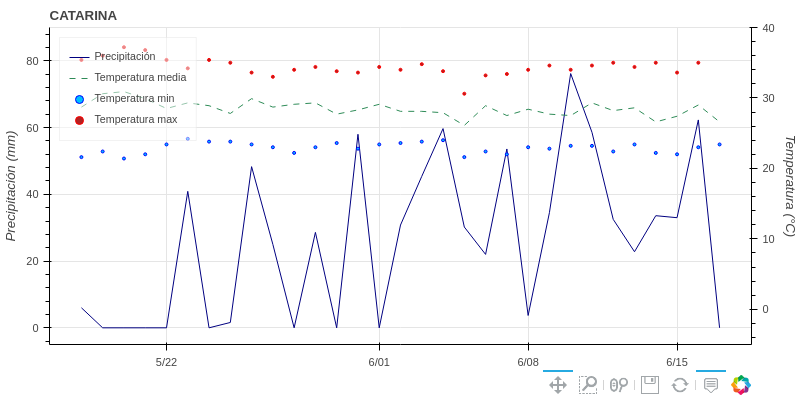 CATARINA
Precipitación
Temperatura media
Temperatura min
Temperatura max
Precipitación (mm)
80
60
40
20
0
Temperatura (°C)
40
30
20
10
0
5/22
6/01
6/08
6/15